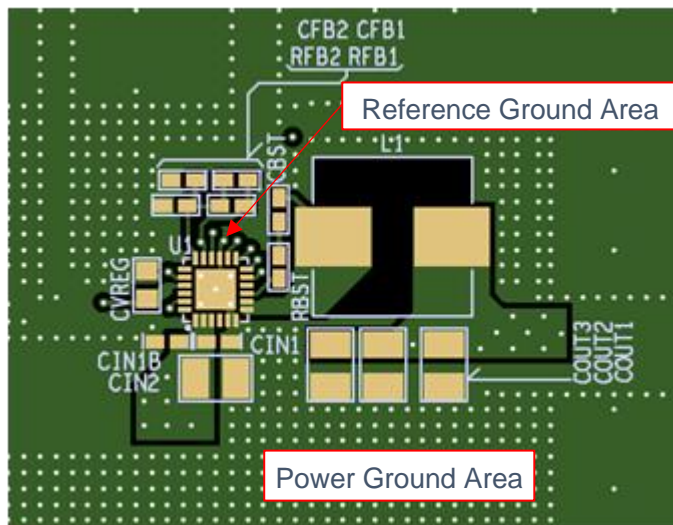 CFB2 CFB1
RFB2 RFB1
Reference Ground Area
CBST
L1
U1
CVREG
RBST
CIN1B
CIN1
CIN2
COUT3
COUT2
COUT1
Power Ground Area